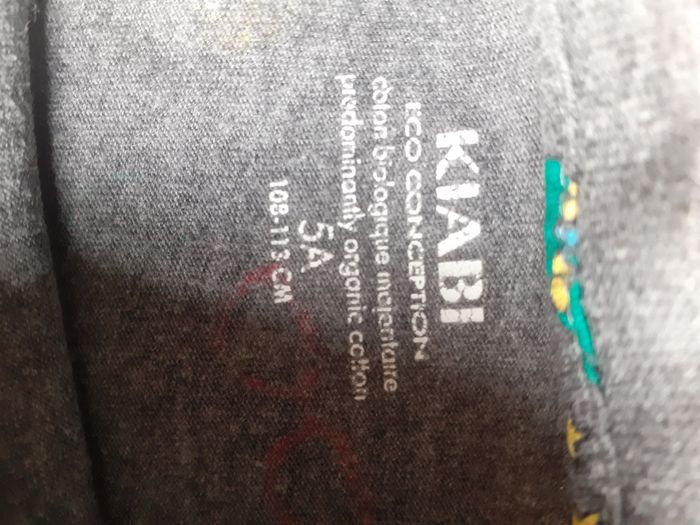 KIABI
ECO CONCEPTION
coton biologique majoritaire
predominantly organic cotton
5A
108-113 CM